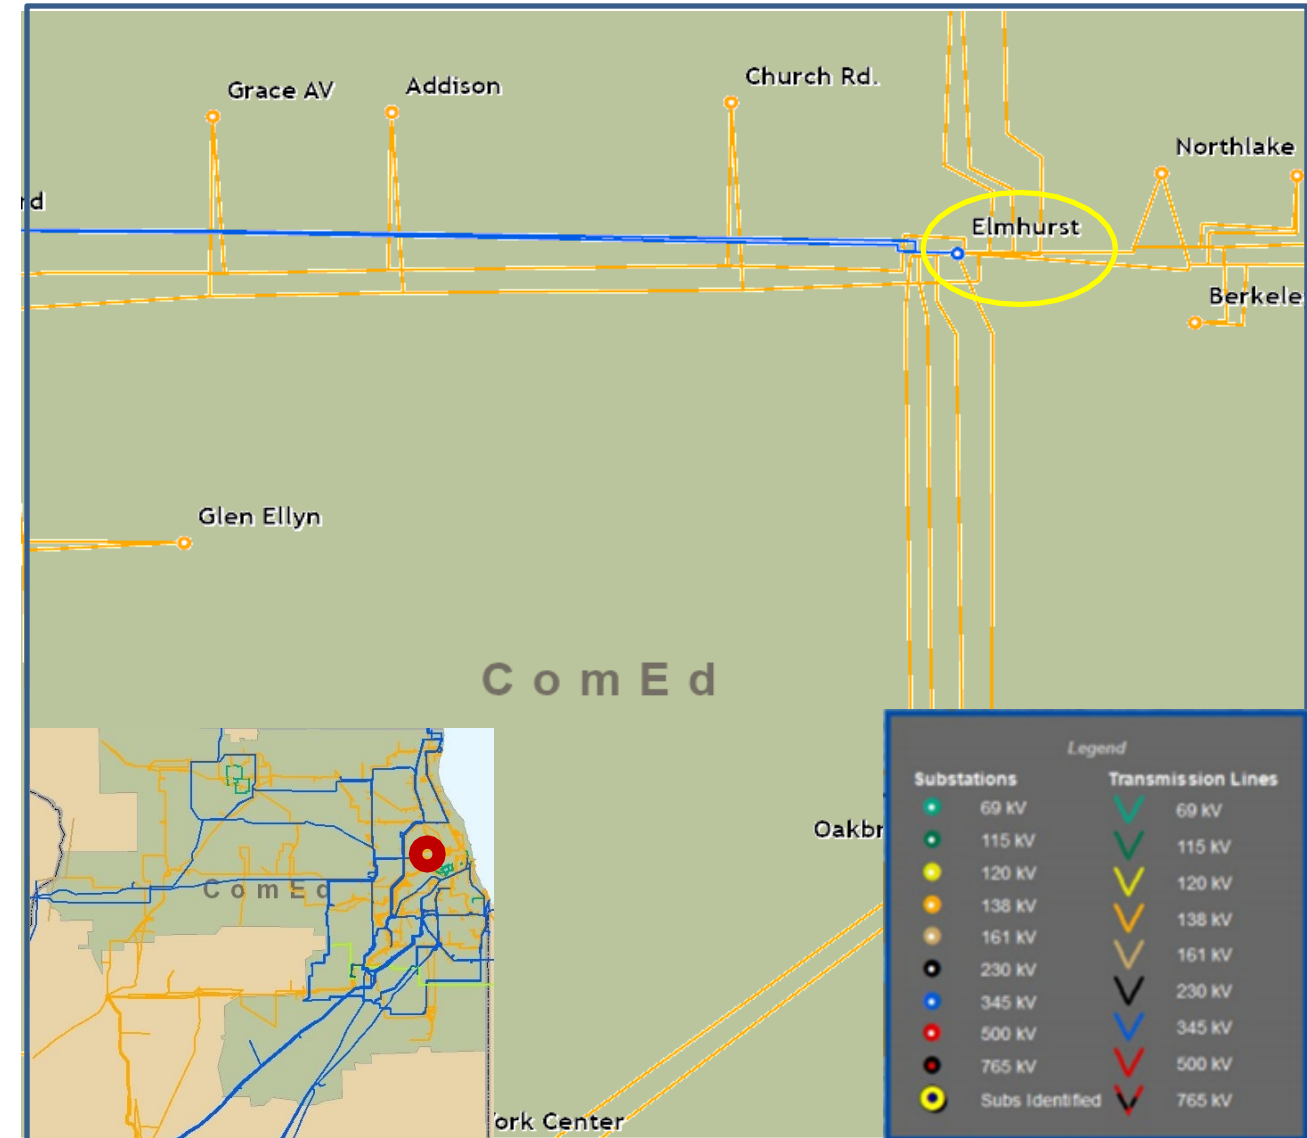 Grace AV
Addison
Church Rd.
Northlake
rd
Elmhurst
Berkele
Glen Ellyn
ComEd
Oakbr
ork Center
ComEd
Legend
Substations
Transmission Lines
69 kV
69 kV
115 kV
115 kV
120 kV
120 kV
138 kV
138 kV
161 kV
161 kV
230 kV
230 kV
345 kV
345 kV
500 kV
500 kV
765 kV
765 kV
Subs Identified